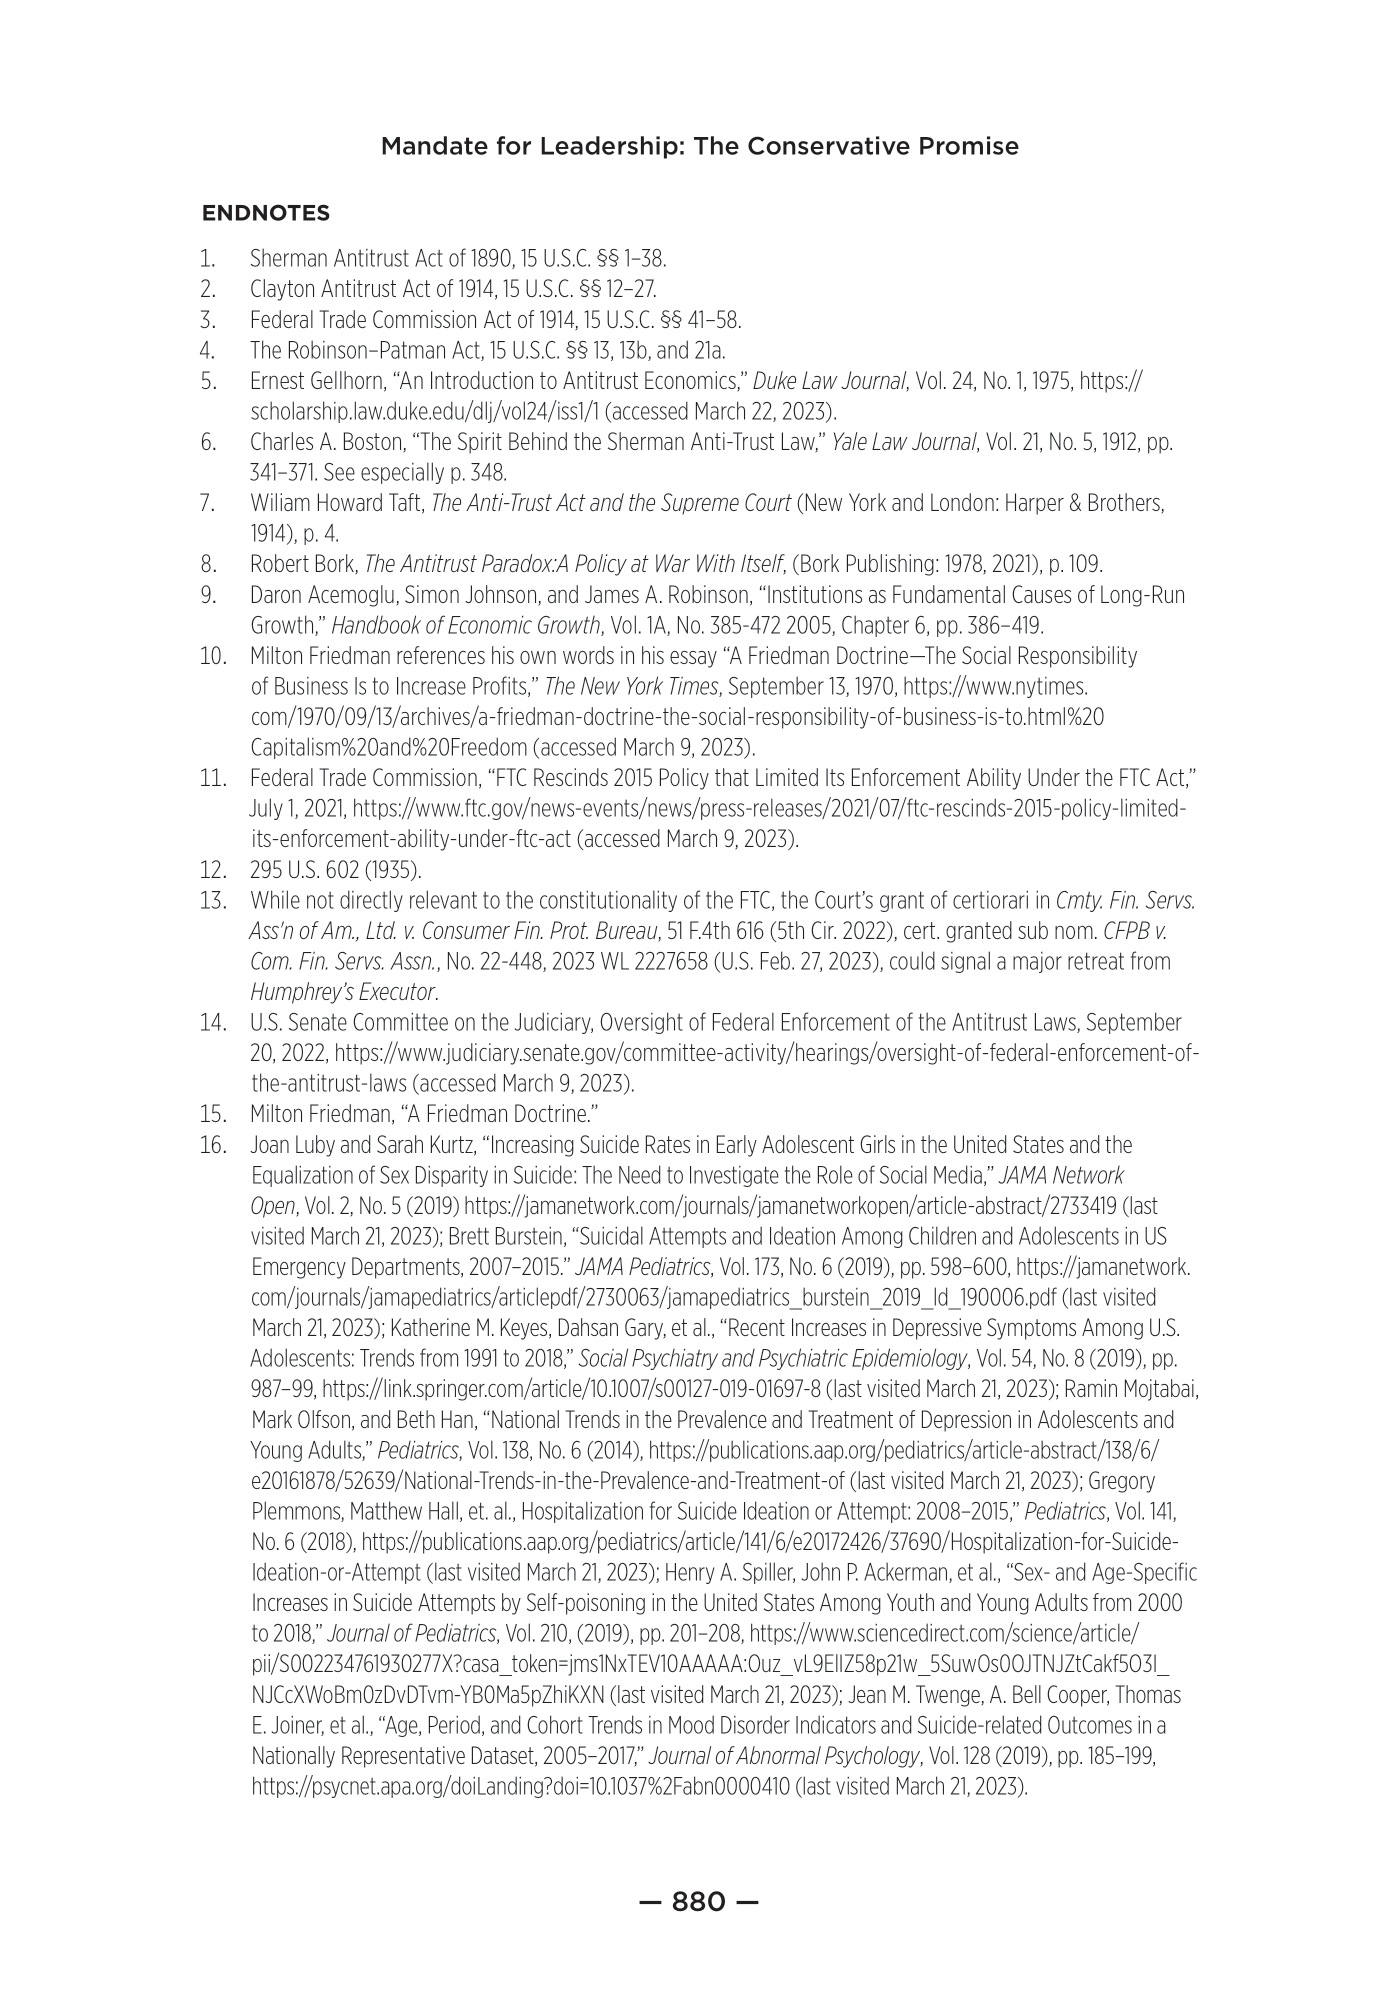 Mandate for Leadership: The Conservative Promise
ENDNOTES
1. Sherman Antitrust Act of 1890, 15 U.S.C. §§ 1–38.
2. Clayton Antitrust Act of 1914, 15 U.S.C. §§ 12–27.
3. Federal Trade Commission Act of 1914, 15 U.S.C. §§ 41–58.
4. The Robinson–Patman Act, 15 U.S.C. §§ 13, 13b, and 21a.
5. Ernest Gellhorn, “An Introduction to Antitrust Economics,” Duke Law Journal, Vol. 24, No. 1, 1975, https://
scholarship.law.duke.edu/dlj/vol24/iss1/1 (accessed March 22, 2023).
6. Charles A. Boston, “The Spirit Behind the Sherman Anti-Trust Law,” Yale Law Journal, Vol. 21, No. 5, 1912, pp.
341–371. See especially p. 348.
7. Wiliam Howard Taft, The Anti-Trust Act and the Supreme Court (New York and London: Harper & Brothers,
1914), p. 4.
8. Robert Bork, The Antitrust Paradox:A Policy at War With Itself, (Bork Publishing: 1978, 2021), p. 109.
9. Daron Acemoglu, Simon Johnson, and James A. Robinson, “Institutions as Fundamental Causes of Long-Run
Growth,” Handbook of Economic Growth, Vol. 1A, No. 385-472 2005, Chapter 6, pp. 386–419.
10. Milton Friedman references his own words in his essay “A Friedman Doctrine—The Social Responsibility
of Business Is to Increase Profits,” The New York Times, September 13, 1970, https://www.nytimes.
com/1970/09/13/archives/a-friedman-doctrine-the-social-responsibility-of-business-is-to.html%20
Capitalism%20and%20Freedom (accessed March 9, 2023).
11. Federal Trade Commission, “FTC Rescinds 2015 Policy that Limited Its Enforcement Ability Under the FTC Act,”
July 1, 2021, https://www.ftc.gov/news-events/news/press-releases/2021/07/ftc-rescinds-2015-policy-limited-
its-enforcement-ability-under-ftc-act (accessed March 9, 2023).
12. 295 U.S. 602 (1935).
13. While not directly relevant to the constitutionality of the FTC, the Court’s grant of certiorari in Cmty. Fin. Servs.
Ass'n of Am., Ltd. v. Consumer Fin. Prot. Bureau, 51 F.4th 616 (5th Cir. 2022), cert. granted sub nom. CFPB v.
Com. Fin. Servs. Assn., No. 22-448, 2023 WL 2227658 (U.S. Feb. 27, 2023), could signal a major retreat from
Humphrey’s Executor.
14. U.S. Senate Committee on the Judiciary, Oversight of Federal Enforcement of the Antitrust Laws, September
20, 2022, https://www.judiciary.senate.gov/committee-activity/hearings/oversight-of-federal-enforcement-of-
the-antitrust-laws (accessed March 9, 2023).
15. Milton Friedman, “A Friedman Doctrine.”
16. Joan Luby and Sarah Kurtz, “Increasing Suicide Rates in Early Adolescent Girls in the United States and the
Equalization of Sex Disparity in Suicide: The Need to Investigate the Role of Social Media,” JAMA Network
Open, Vol. 2, No. 5 (2019) https://jamanetwork.com/journals/jamanetworkopen/article-abstract/2733419 (last
visited March 21, 2023); Brett Burstein, “Suicidal Attempts and Ideation Among Children and Adolescents in US
Emergency Departments, 2007–2015.” JAMA Pediatrics, Vol. 173, No. 6 (2019), pp. 598–600, https://jamanetwork.
com/journals/jamapediatrics/articlepdf/2730063/jamapediatrics_burstein_2019_ld_190006.pdf (last visited
March 21, 2023); Katherine M. Keyes, Dahsan Gary, et al., “Recent Increases in Depressive Symptoms Among U.S.
Adolescents: Trends from 1991 to 2018,” Social Psychiatry and Psychiatric Epidemiology, Vol. 54, No. 8 (2019), pp.
987–99, https://link.springer.com/article/10.1007/s00127-019-01697-8 (last visited March 21, 2023); Ramin Mojtabai,
Mark Olfson, and Beth Han, “National Trends in the Prevalence and Treatment of Depression in Adolescents and
Young Adults,” Pediatrics, Vol. 138, No. 6 (2014), https://publications.aap.org/pediatrics/article-abstract/138/6/
e20161878/52639/National-Trends-in-the-Prevalence-and-Treatment-of (last visited March 21, 2023); Gregory
Plemmons, Matthew Hall, et. al., Hospitalization for Suicide Ideation or Attempt: 2008–2015,” Pediatrics, Vol. 141,
No. 6 (2018), https://publications.aap.org/pediatrics/article/141/6/e20172426/37690/Hospitalization-for-Suicide-
Ideation-or-Attempt (last visited March 21, 2023); Henry A. Spiller, John P. Ackerman, et al., “Sex- and Age-Specific
Increases in Suicide Attempts by Self-poisoning in the United States Among Youth and Young Adults from 2000
to 2018,” Journal of Pediatrics, Vol. 210, (2019), pp. 201–208, https://www.sciencedirect.com/science/article/
pii/S002234761930277X?casa_token=jms1NxTEV10AAAAA:Ouz_vL9EllZ58p21w_5SuwOs0OJTNJZtCakf5O3I_
NJCcXWoBm0zDvDTvm-YB0Ma5pZhiKXN (last visited March 21, 2023); Jean M. Twenge, A. Bell Cooper, Thomas
E. Joiner, et al., “Age, Period, and Cohort Trends in Mood Disorder Indicators and Suicide-related Outcomes in a
Nationally Representative Dataset, 2005–2017,” Journal of Abnormal Psychology, Vol. 128 (2019), pp. 185–199,
https://psycnet.apa.org/doiLanding?doi=10.1037%2Fabn0000410 (last visited March 21, 2023).
— 880 —